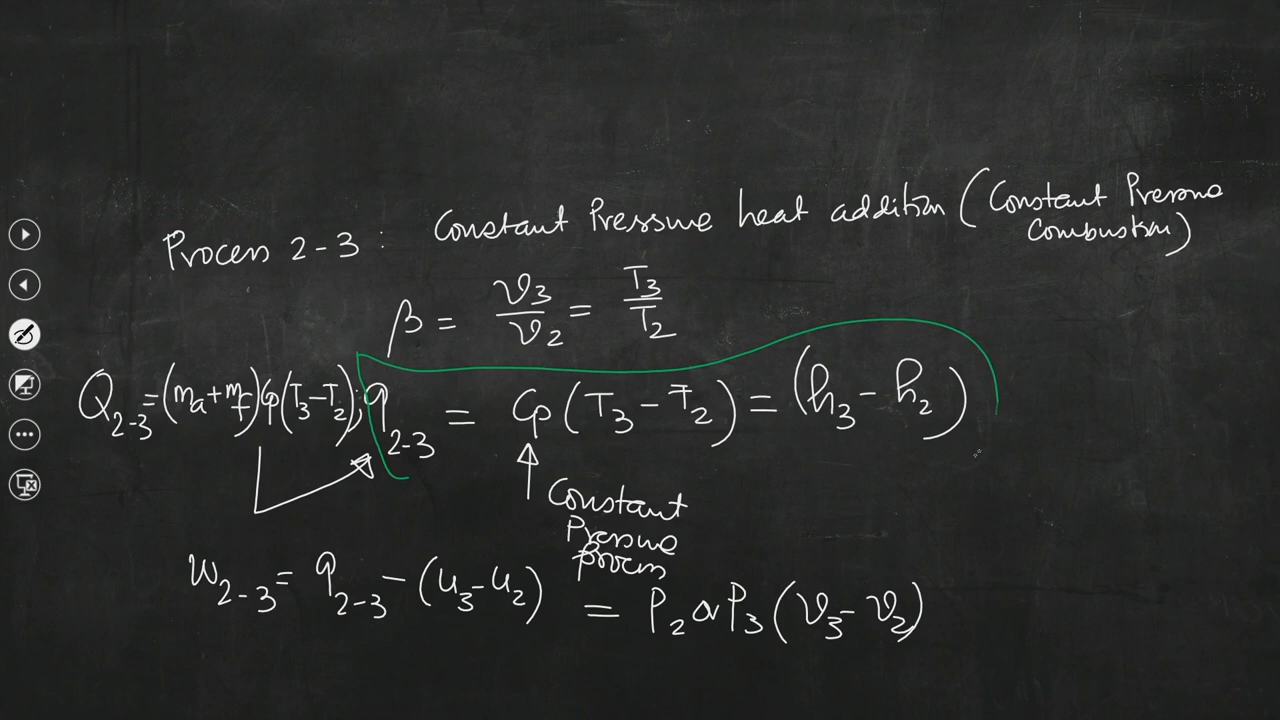 Process 2-3 : Constant Pressure heat addition (Constant Pressure Combustion)
β = v3/v2 = T3/T2
Q2-3 = (ma + mf) Cp (T3 - T2) ; q2-3 = Cp (T3 - T2) = (h3 - h2)
Constant
Pressure
process
w2-3 = q2-3 - (u3 - u2) = P2 or P3 (v3 - v2)